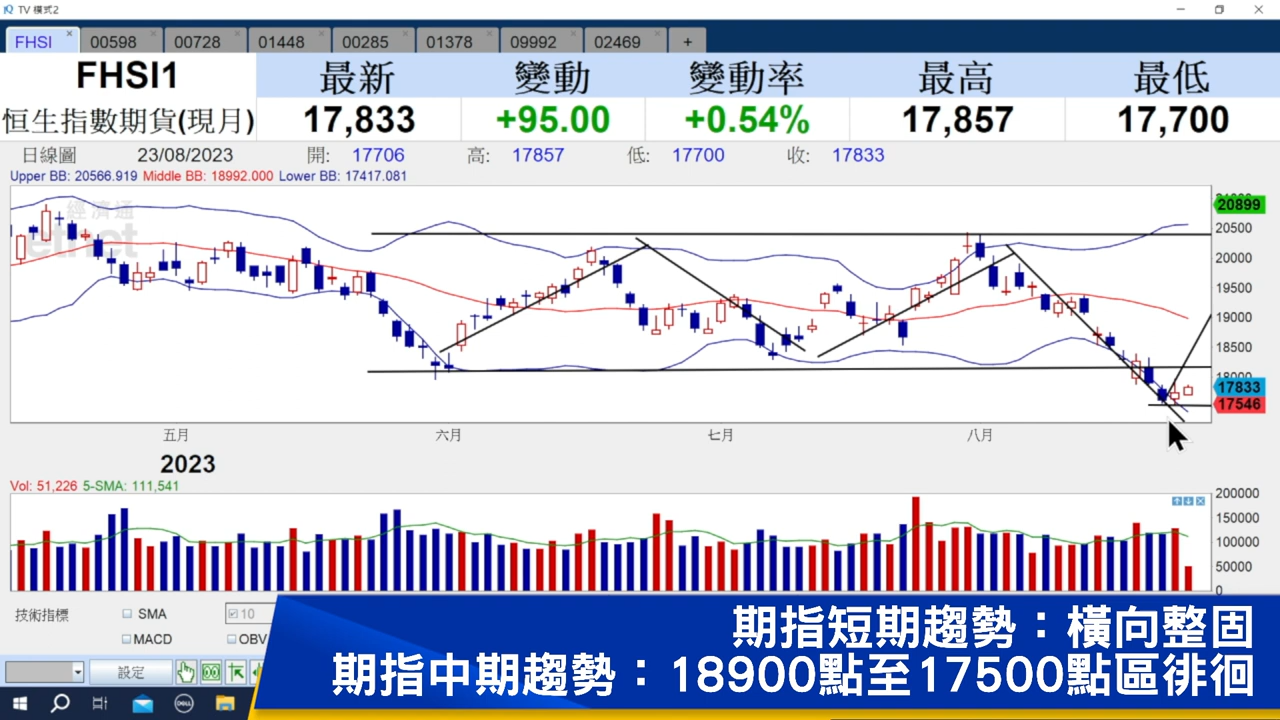 TV 模式2
FHSI 00598 00728 01448 00285 01378 09992 02469 +
FHSI1 最新 變動 變動率 最高 最低
恒生指數期貨(現月) 17,833 +95.00 +0.54% 17,857 17,700
日線圖 23/08/2023 開: 17706 高: 17857 低: 17700 收: 17833
Upper BB: 20566.919 Middle BB: 18992.000 Lower BB: 17417.081
經濟通
etnet
20899
20500
20000
19500
19000
18500
18000
17833
17546
五月 六月 七月 八月
2023
Vol: 51,226 5-SMA: 111,541
200000
150000
100000
50000
0
技術指標 SMA 10
MACD OBV
設定
期指短期趨勢：橫向整固
期指中期趨勢：18900點至17500點區徘徊
DELL